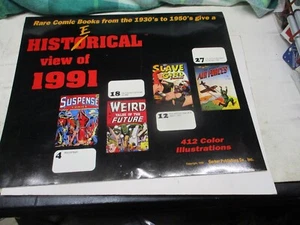 Rare Comic Books from the 1930's to 1950's give a
E
HISTORICAL
view of
1991
27
18
SLAVE
GIRL
SUSPENSE
WEIRD
TALES OF THE
FUTURE
12
4
412 Color
Illustrations